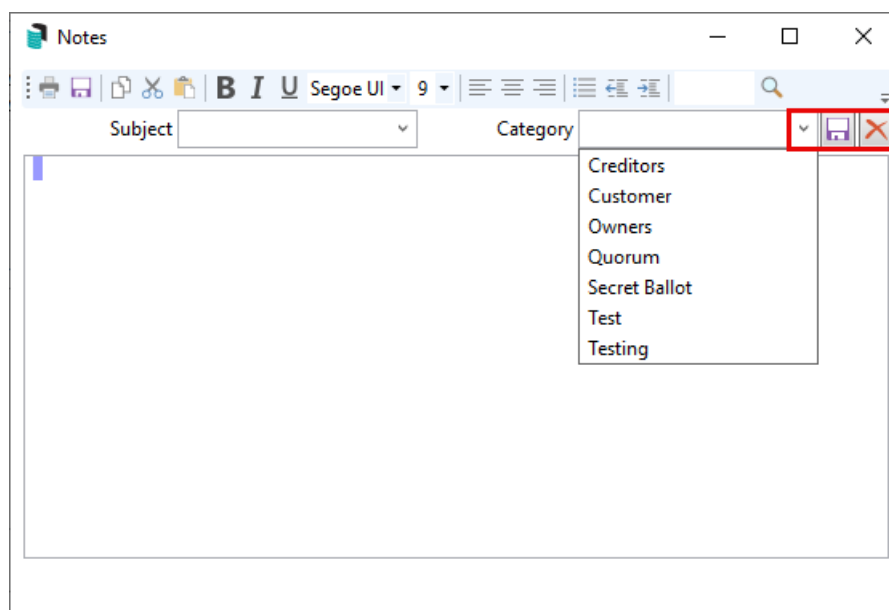 Notes
B I U Segoe UI 9
Subject Category
Creditors
Customer
Owners
Quorum
Secret Ballot
Test
Testing